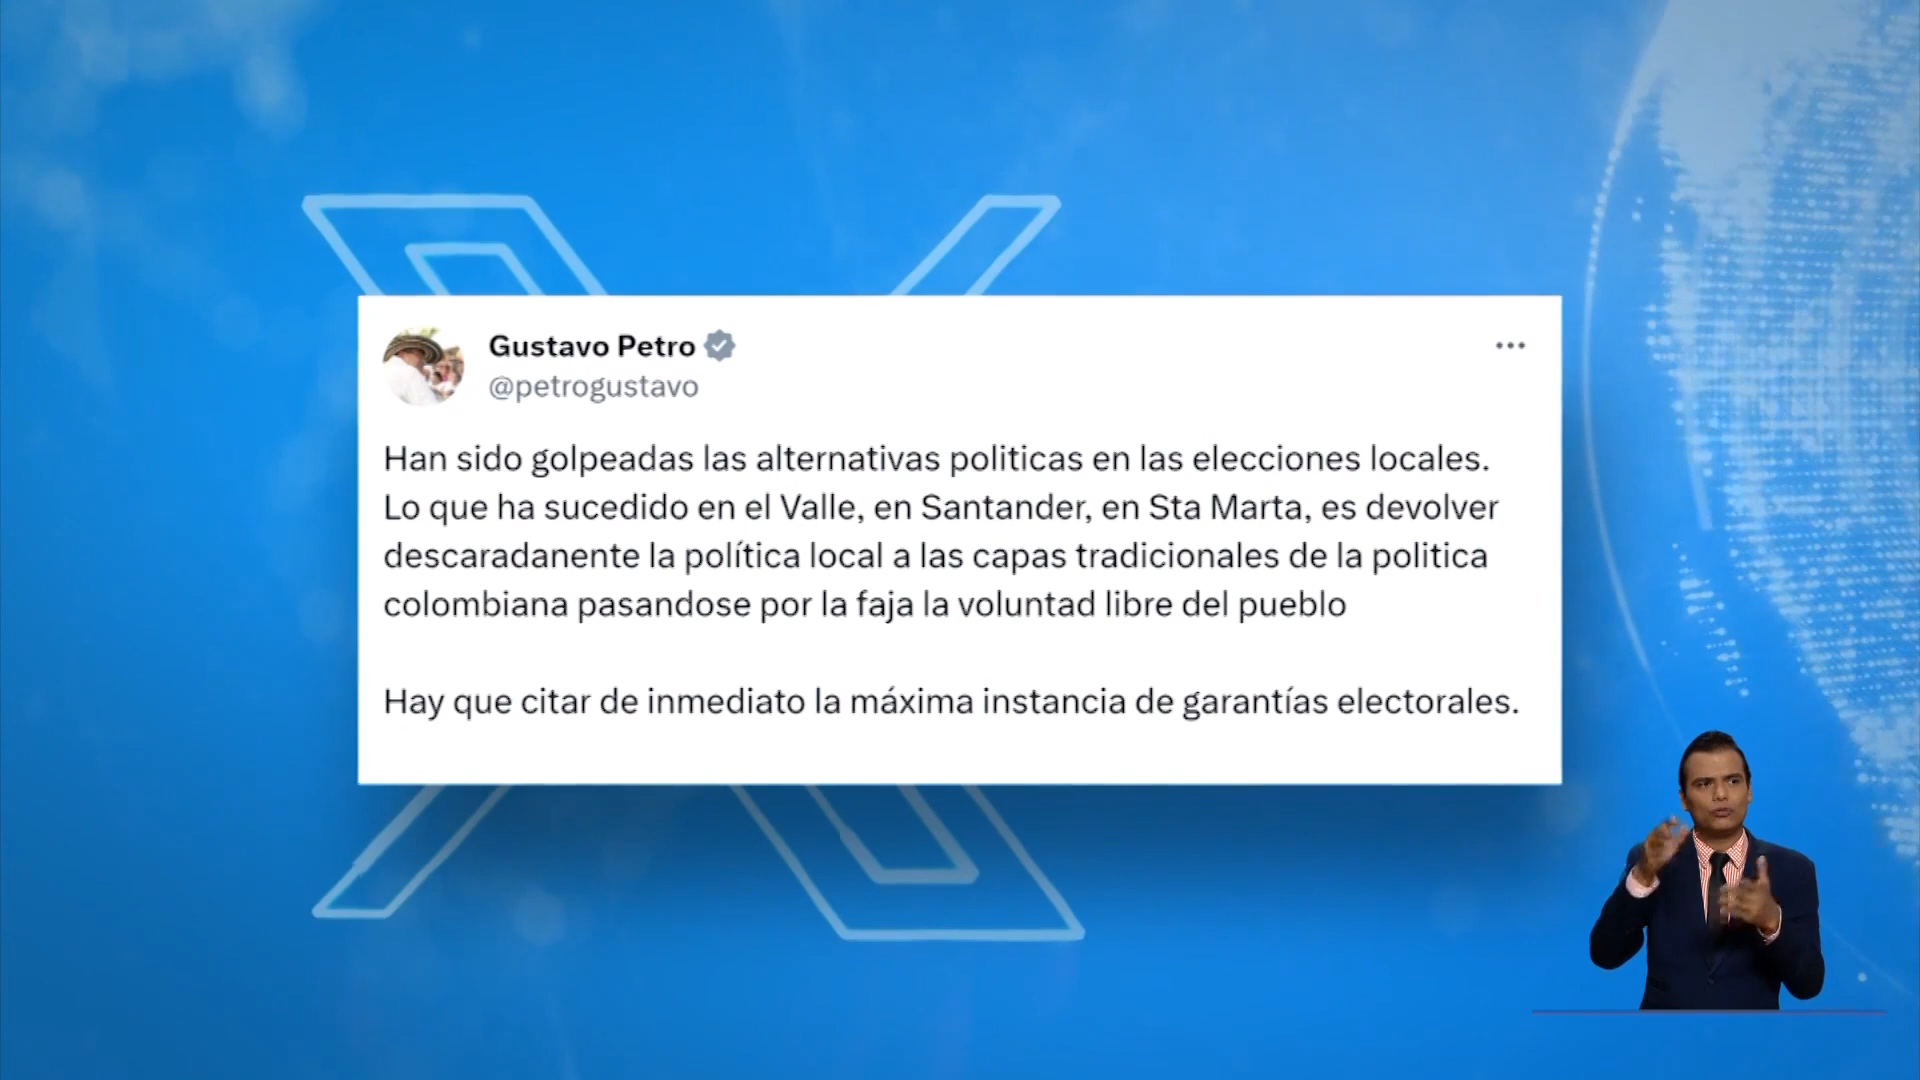 Gustavo Petro
@petrogustavo
Han sido golpeadas las alternativas politicas en las elecciones locales.
Lo que ha sucedido en el Valle, en Santander, en Sta Marta, es devolver
descaradanente la política local a las capas tradicionales de la politica
colombiana pasandose por la faja la voluntad libre del pueblo
Hay que citar de inmediato la máxima instancia de garantías electorales.